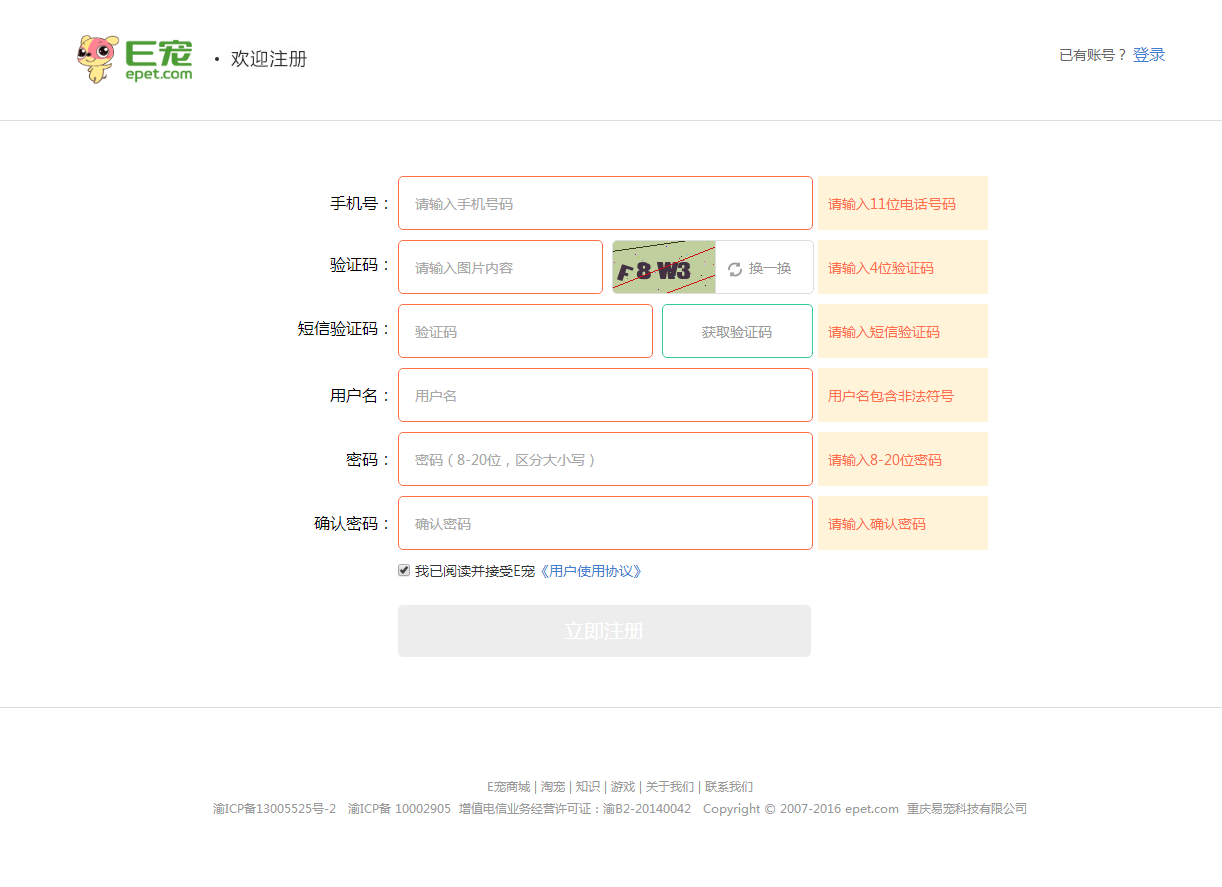 E宠
epet.com
· 欢迎注册
已有账号？ 登录
手机号： 请输入手机号码 请输入11位电话号码
验证码： 请输入图片内容 F8W3 换一换 请输入4位验证码
短信验证码： 验证码 获取验证码 请输入短信验证码
用户名： 用户名 用户名包含非法符号
密码： 密码（8-20位，区分大小写） 请输入8-20位密码
确认密码： 确认密码 请输入确认密码
我已阅读并接受E宠《用户使用协议》
立即注册
E宠商城 | 淘宠 | 知识 | 游戏 | 关于我们 | 联系我们
渝ICP备13005525号-2 渝ICP备 10002905 增值电信业务经营许可证：渝B2-20140042 Copyright © 2007-2016 epet.com 重庆易宠科技有限公司